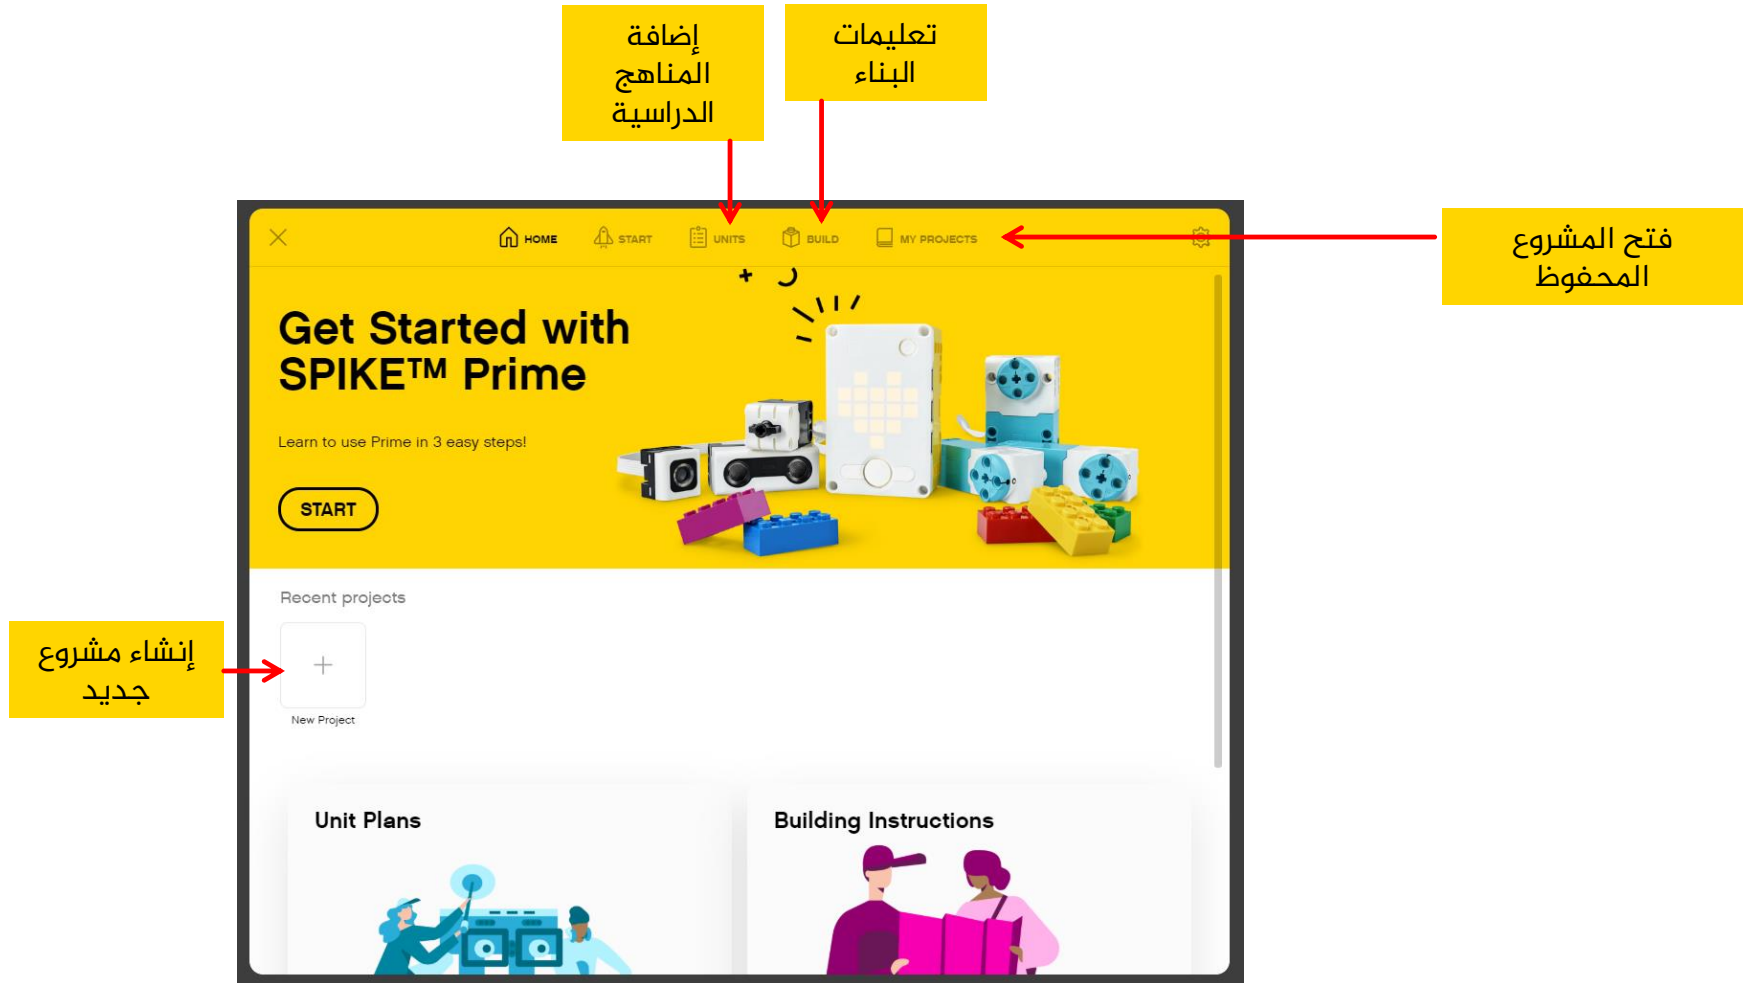 إضافة
المناهج
الدراسية
تعليمات
البناء
HOME
START
UNITS
BUILD
MY PROJECTS
فتح المشروع
المحفوظ
Get Started with
SPIKE™ Prime
Learn to use Prime in 3 easy steps!
START
Recent projects
إنشاء مشروع
جديد
New Project
Unit Plans
Building Instructions